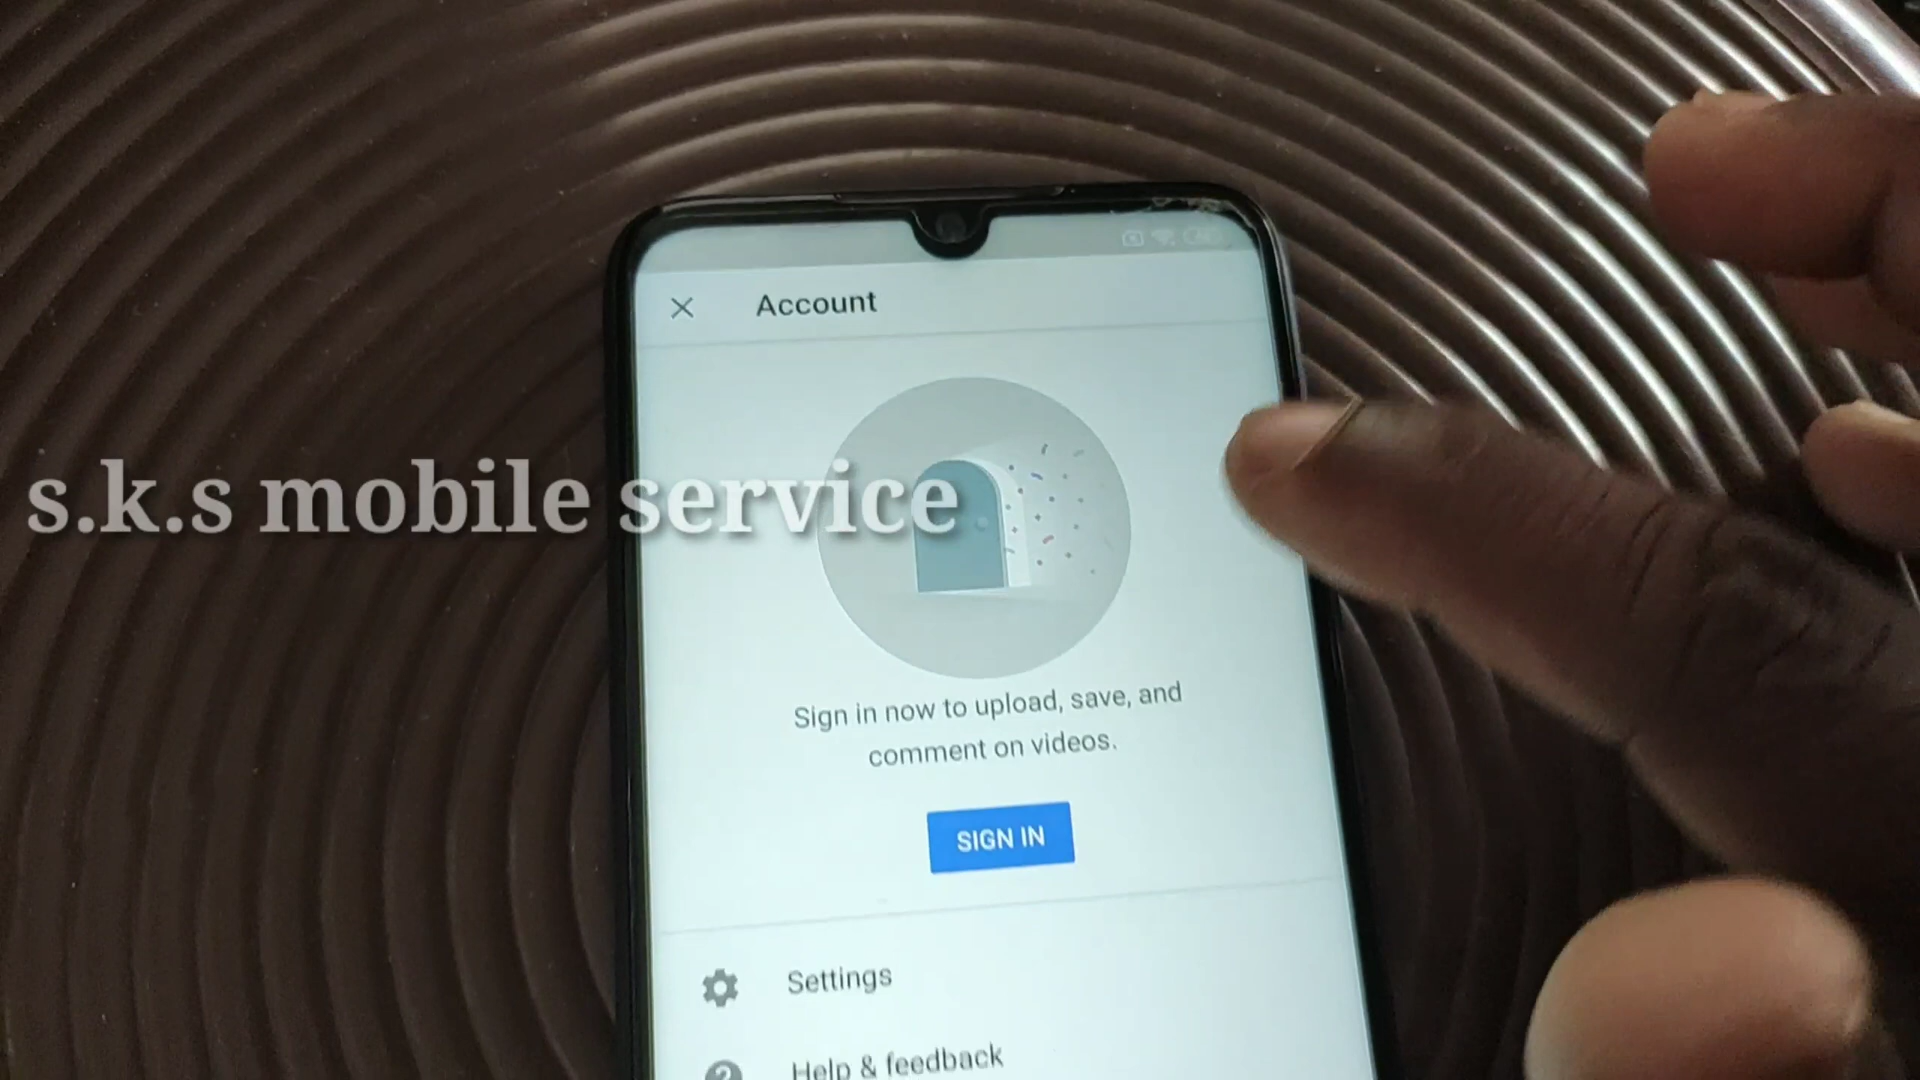 Account
s.k.s mobile service
Sign in now to upload, save, and
comment on videos.
SIGN IN
Settings
Help & feedback